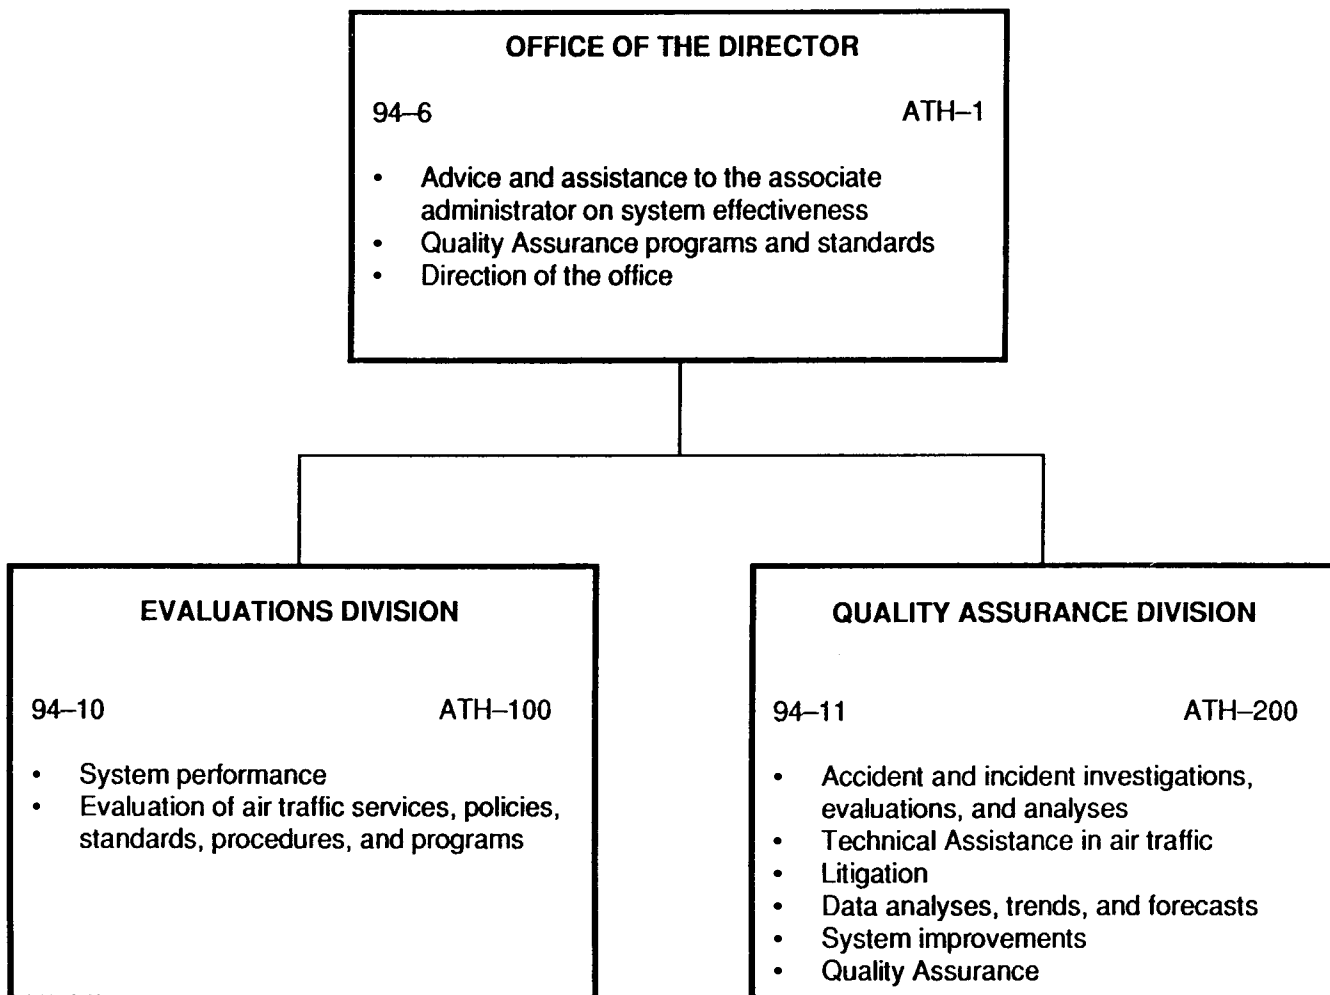 OFFICE OF THE DIRECTOR
94–6 ATH–1
• Advice and assistance to the associate
administrator on system effectiveness
• Quality Assurance programs and standards
• Direction of the office
EVALUATIONS DIVISION
94–10 ATH–100
• System performance
• Evaluation of air traffic services, policies,
standards, procedures, and programs
QUALITY ASSURANCE DIVISION
94–11 ATH–200
• Accident and incident investigations,
evaluations, and analyses
• Technical Assistance in air traffic
• Litigation
• Data analyses, trends, and forecasts
• System improvements
• Quality Assurance